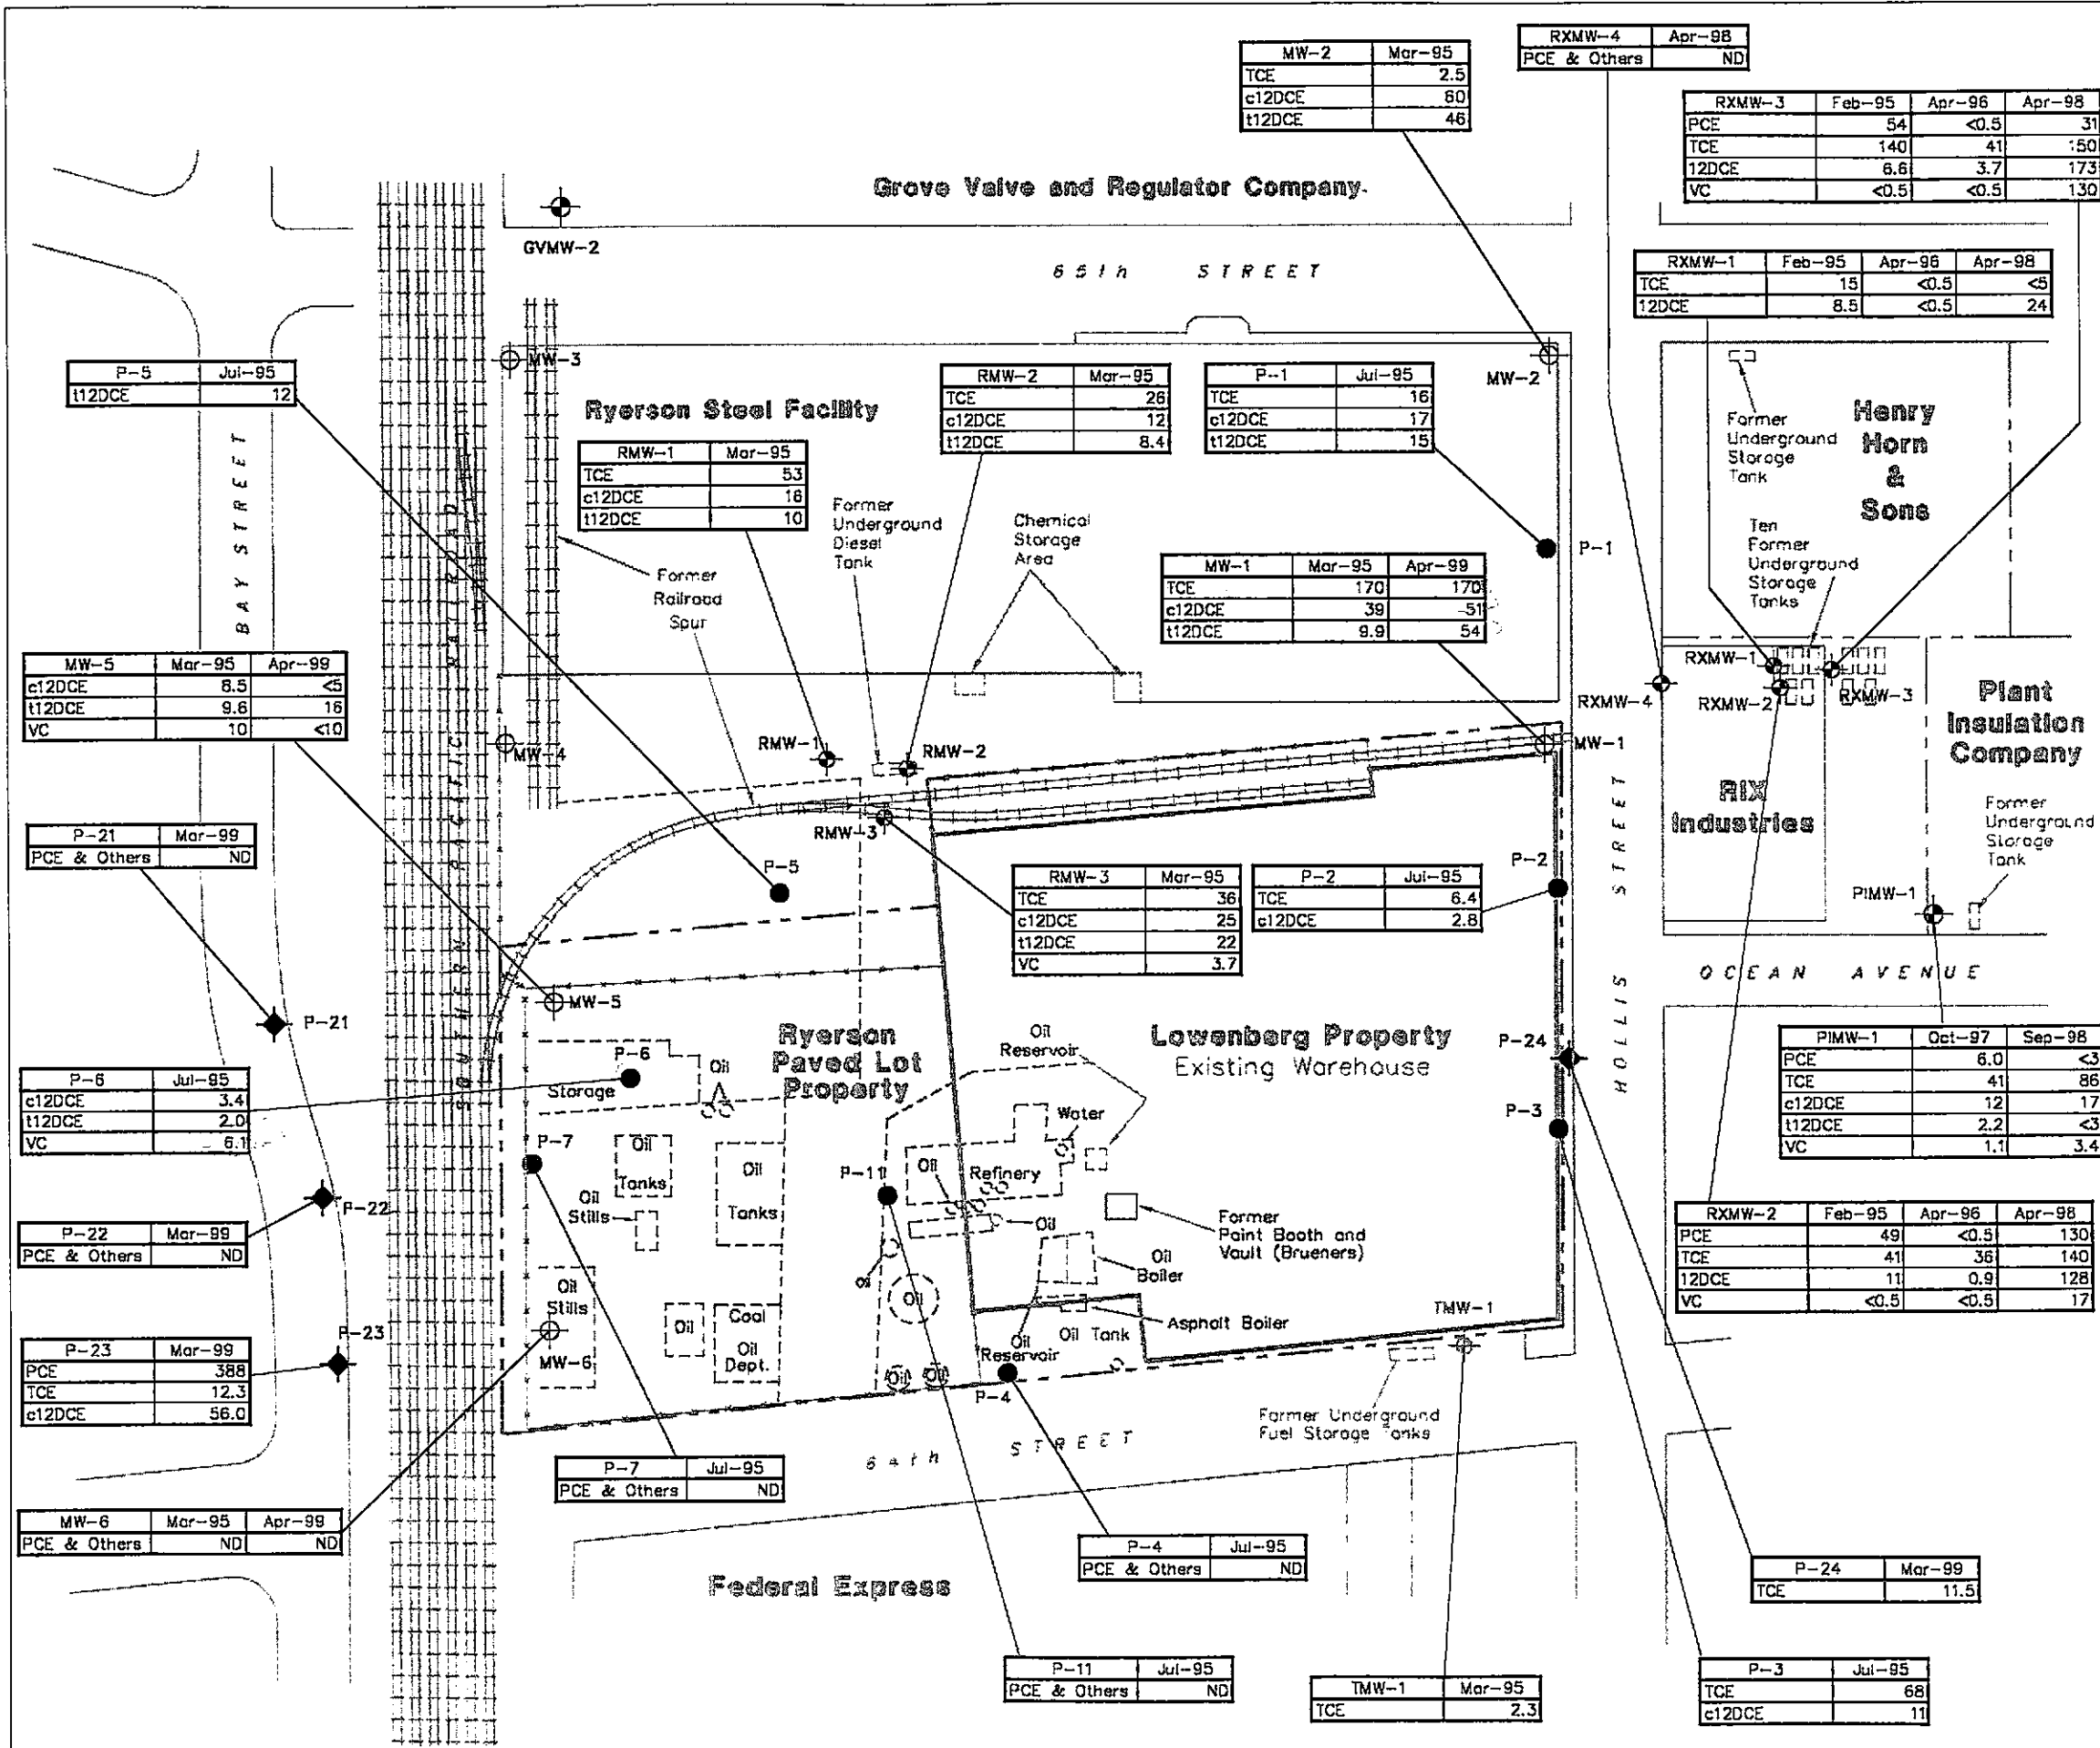 MW-2 Mar-95
TCE 2.5
c12DCE 60
t12DCE 46
RXMW-4 Apr-98
PCE & Others ND
RXMW-3 Feb-95 Apr-96 Apr-98
PCE 54 <0.5 31
TCE 140 41 150
12DCE 6.6 3.7 173
VC <0.5 <0.5 130
Grove Valve and Regulator Company
GVMW-2
65th STREET
RXMW-1 Feb-95 Apr-96 Apr-98
TCE 15 <0.5 <5
12DCE 8.5 <0.5 24
P-5 Jul-95
t12DCE 12
MW-3
Ryerson Steel Facility
RMW-2 Mar-95
TCE 26
c12DCE 12
t12DCE 8.4
P-1 Jul-95
TCE 16
c12DCE 17
t12DCE 15
MW-2
Former
Underground
Storage
Tank
Henry
Horn
&
Sons
BAY STREET
RMW-1 Mar-95
TCE 53
c12DCE 16
t12DCE 10
Former
Underground
Diesel
Tank
Chemical
Storage
Area
P-1
Ten
Former
Underground
Storage
Tanks
Former
Railroad
Spur
MW-1 Mar-95 Apr-99
TCE 170 170
c12DCE 39 51
t12DCE 9.9 54
SOUTHERN PACIFIC RAILROAD
MW-5 Mar-95 Apr-99
c12DCE 8.5 <5
t12DCE 9.6 16
VC 10 <10
RXMW-1
RXMW-4
RXMW-2
RXMW-3
Plant
Insulation
Company
MW-4
RMW-1
RMW-2
MW-1
RIX
Industries
Former
Underground
Storage
Tank
P-21 Mar-99
PCE & Others ND
RMW-3
P-5
P-2
HOLLIS STREET
PIMW-1
RMW-3 Mar-95
TCE 36
c12DCE 25
t12DCE 22
VC 3.7
P-2 Jul-95
TCE 6.4
c12DCE 2.8
OCEAN AVENUE
MW-5
P-21
Ryerson
Paved Lot
Property
Oil
Reservoir
Lowenberg Property
Existing Warehouse
P-24
PIMW-1 Oct-97 Sep-98
PCE 6.0 <3
TCE 41 86
c12DCE 12 17
t12DCE 2.2 <3
VC 1.1 3.4
P-6 Jul-95
c12DCE 3.4
t12DCE 2.0
VC 6.1
P-6
Storage
Oil
Water
P-3
P-7
Oil
Tanks
Oil
Tanks
P-11
Oil
Refinery
Oil
Stills
P-22
P-22 Mar-99
PCE & Others ND
Oil
Former
Paint Booth and
Vault (Brueners)
RXMW-2 Feb-95 Apr-96 Apr-98
PCE 49 <0.5 130
TCE 41 36 140
12DCE 11 0.9 128
VC <0.5 <0.5 17
Oil
Stills
Oil
Oil
Oil
Boiler
P-23
P-23 Mar-99
PCE 388
TCE 12.3
c12DCE 56.0
MW-6
Oil
Coal
Oil
Dept.
Oil
Reservoir
Oil Tank
Asphalt Boiler
TMW-1
Oil
Oil
P-4
Former Underground
Fuel Storage Tanks
64th STREET
P-7 Jul-95
PCE & Others ND
MW-6 Mar-95 Apr-99
PCE & Others ND ND
P-4 Jul-95
PCE & Others ND
Federal Express
P-24 Mar-99
TCE 11.5
P-11 Jul-95
PCE & Others ND
TMW-1 Mar-95
TCE 2.3
P-3 Jul-95
TCE 68
c12DCE 11